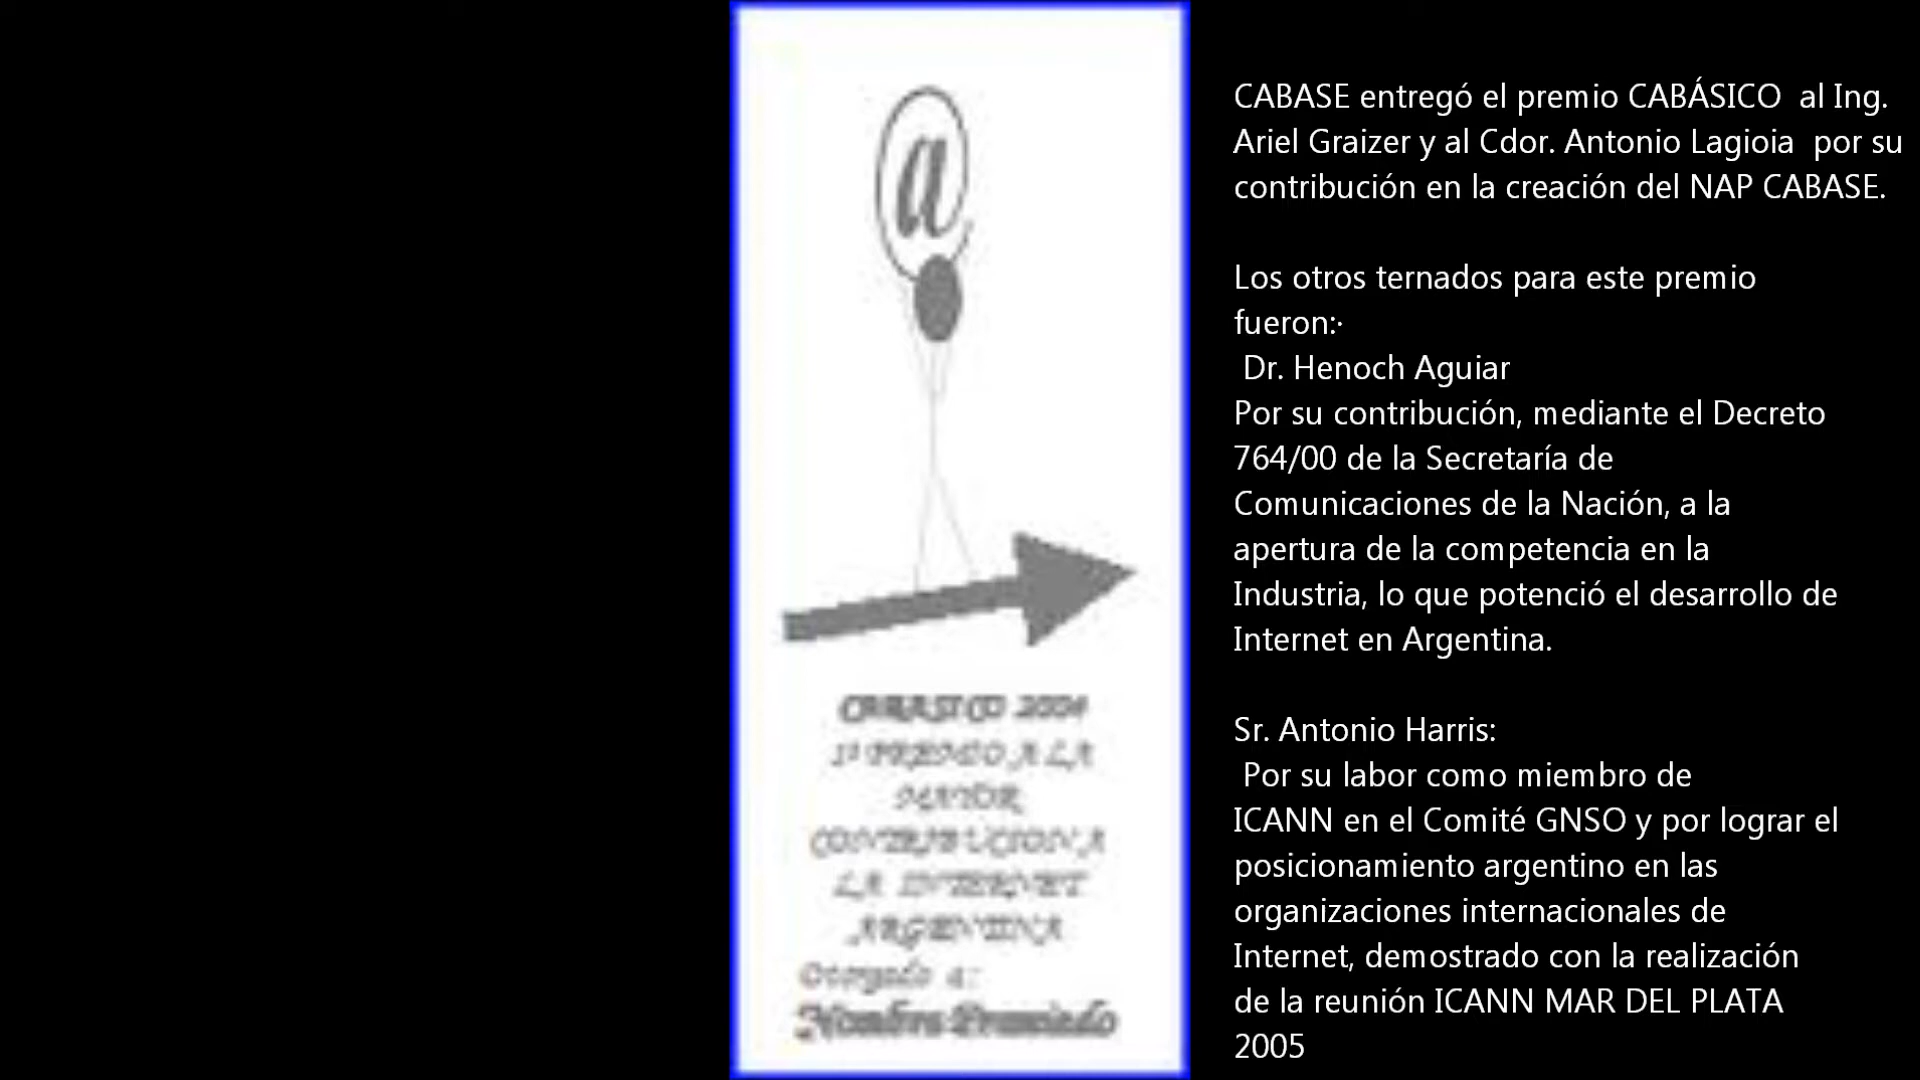 @
CABASICO 2004
1º PREMIO A LA
MAYOR
CONTRIBUCION A
LA INTERNET
ARGENTINA
Otorgado a:
Nombre Premiado
CABASE entregó el premio CABÁSICO  al Ing.
Ariel Graizer y al Cdor. Antonio Lagioia  por su
contribución en la creación del NAP CABASE.
Los otros ternados para este premio
fueron:·
Dr. Henoch Aguiar
Por su contribución, mediante el Decreto
764/00 de la Secretaría de
Comunicaciones de la Nación, a la
apertura de la competencia en la
Industria, lo que potenció el desarrollo de
Internet en Argentina.
Sr. Antonio Harris:
Por su labor como miembro de
ICANN en el Comité GNSO y por lograr el
posicionamiento argentino en las
organizaciones internacionales de
Internet, demostrado con la realización
de la reunión ICANN MAR DEL PLATA
2005